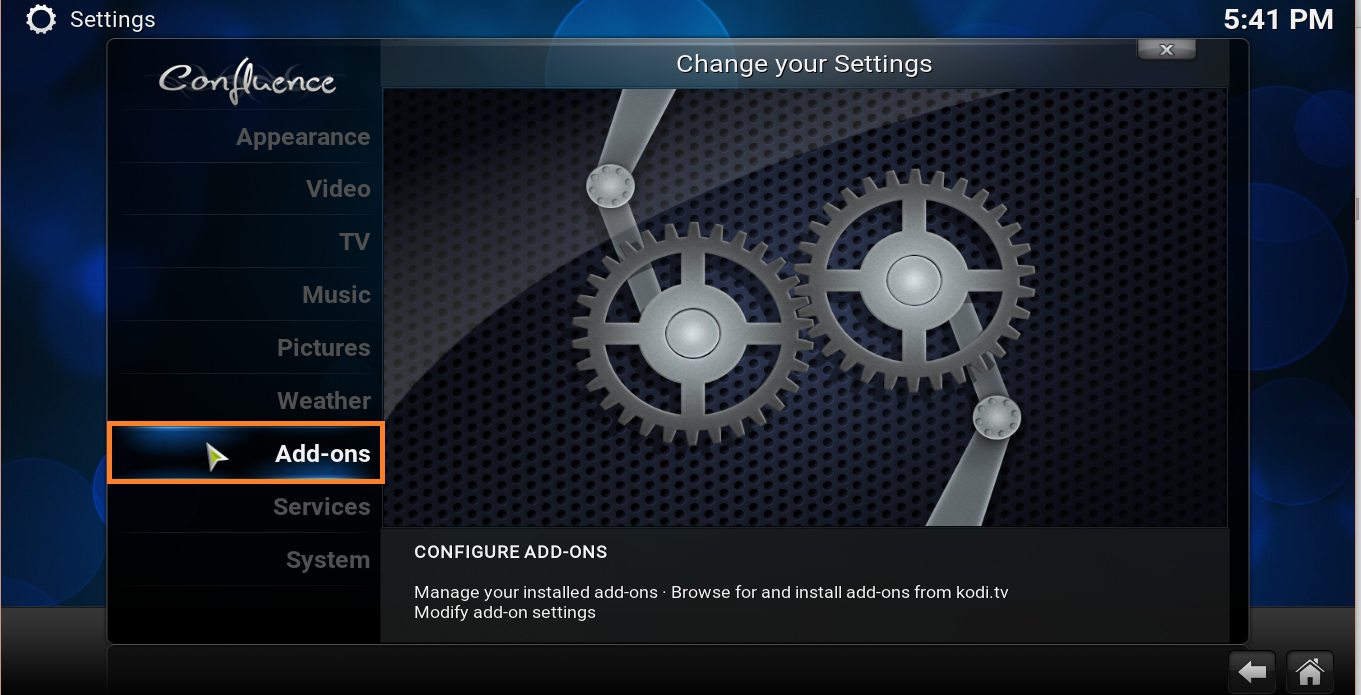 Settings
5:41 PM
Confluence
Change your Settings
Appearance
Video
TV
Music
Pictures
Weather
Add-ons
Services
System
CONFIGURE ADD-ONS
Manage your installed add-ons · Browse for and install add-ons from kodi.tv
Modify add-on settings